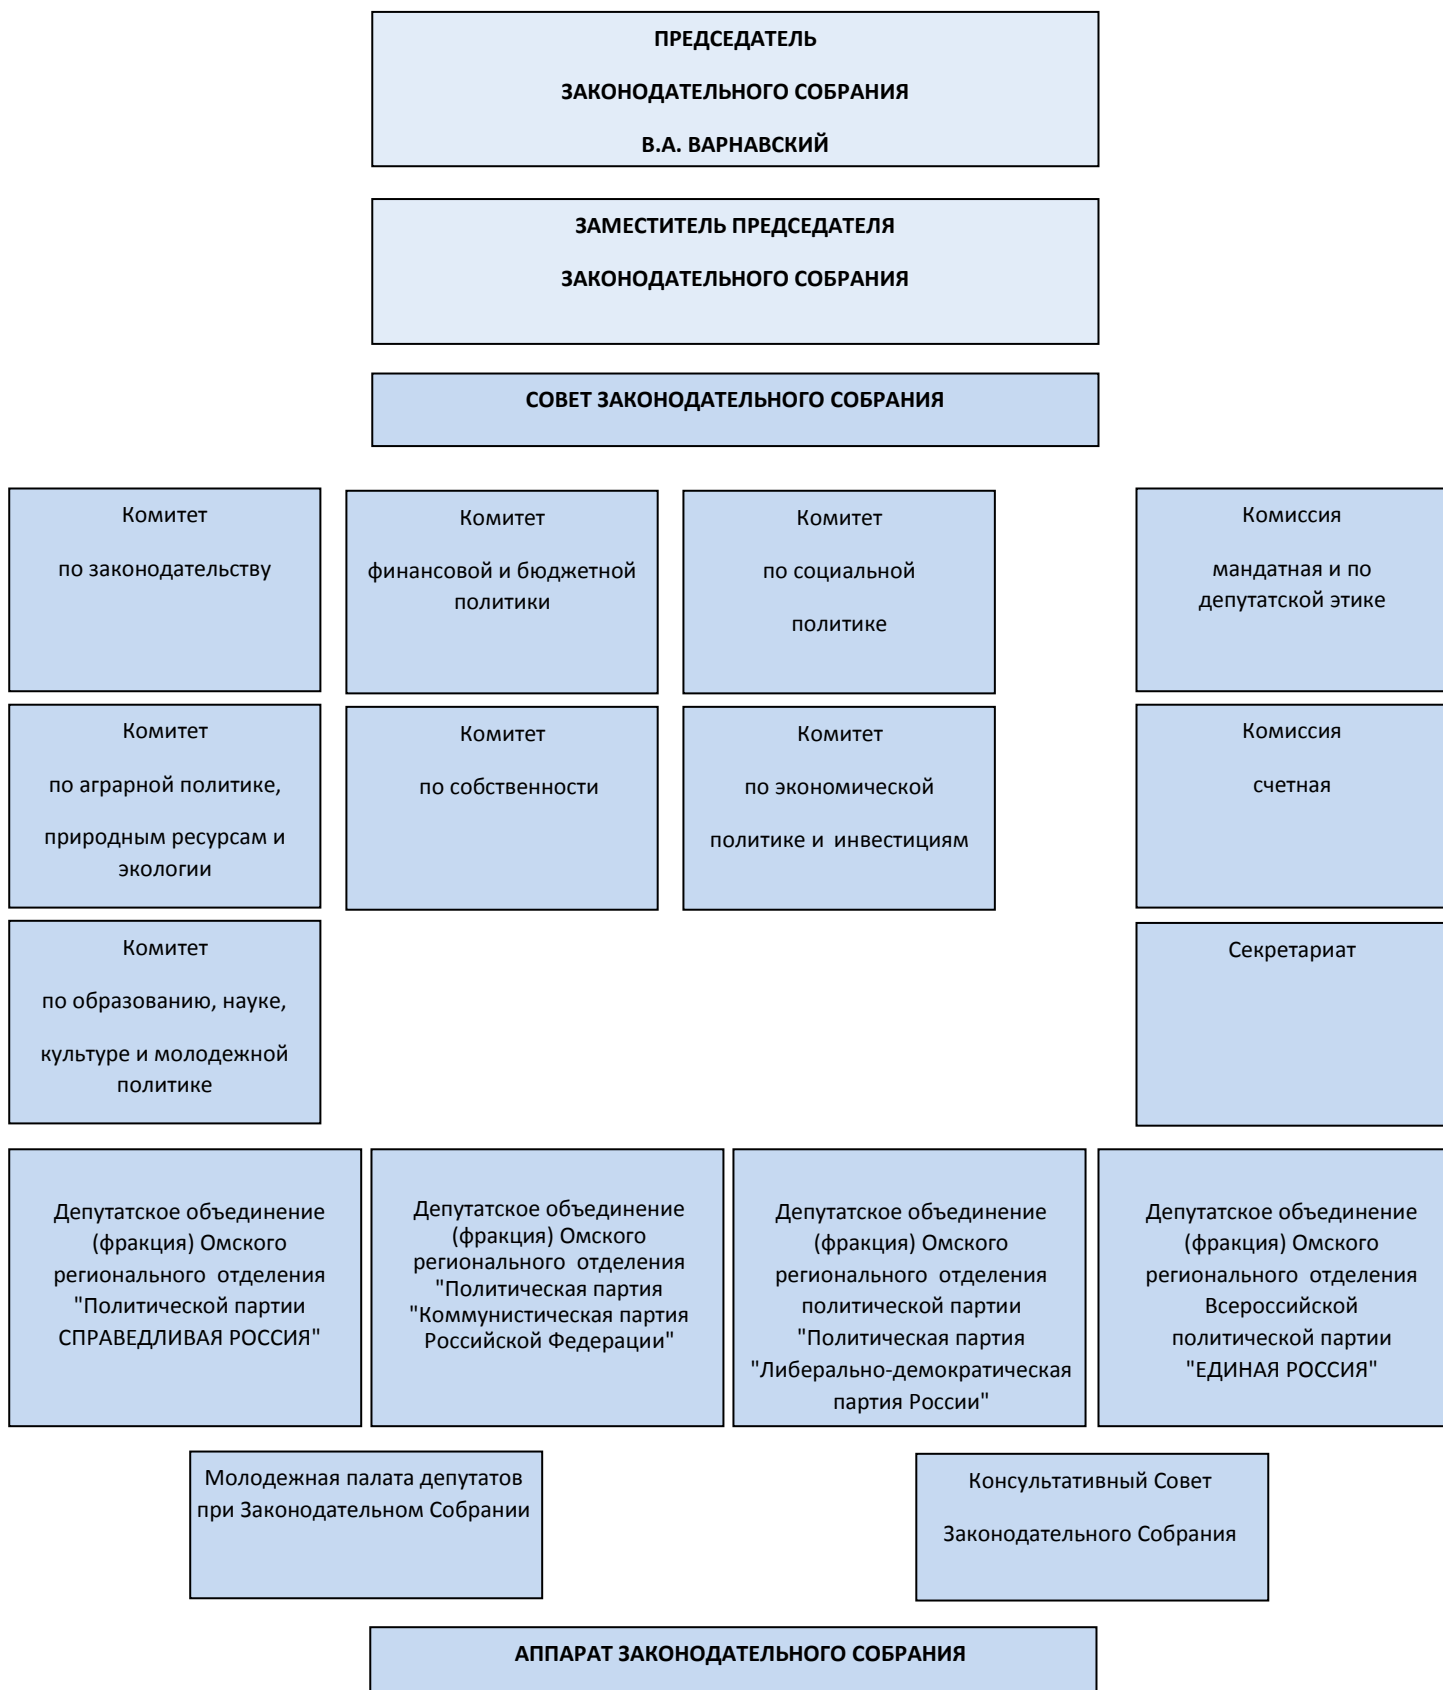 ПРЕДСЕДАТЕЛЬ
ЗАКОНОДАТЕЛЬНОГО СОБРАНИЯ
В.А. ВАРНАВСКИЙ
ЗАМЕСТИТЕЛЬ ПРЕДСЕДАТЕЛЯ
ЗАКОНОДАТЕЛЬНОГО СОБРАНИЯ
СОВЕТ ЗАКОНОДАТЕЛЬНОГО СОБРАНИЯ
Комитет
по законодательству
Комитет
финансовой и бюджетной
политики
Комитет
по социальной
политике
Комиссия
мандатная и по
депутатской этике
Комитет
по аграрной политике,
природным ресурсам и
экологии
Комитет
по собственности
Комитет
по экономической
политике и инвестициям
Комиссия
счетная
Комитет
по образованию, науке,
культуре и молодежной
политике
Секретариат
Депутатское объединение
(фракция) Омского
регионального отделения
"Политической партии
СПРАВЕДЛИВАЯ РОССИЯ"
Депутатское объединение
(фракция) Омского
регионального отделения
"Политическая партия
"Коммунистическая партия
Российской Федерации"
Депутатское объединение
(фракция) Омского
регионального отделения
политической партии
"Политическая партия
"Либерально-демократическая
партия России"
Депутатское объединение
(фракция) Омского
регионального отделения
Всероссийской
политической партии
"ЕДИНАЯ РОССИЯ"
Молодежная палата депутатов
при Законодательном Собрании
Консультативный Совет
Законодательного Собрания
АППАРАТ ЗАКОНОДАТЕЛЬНОГО СОБРАНИЯ